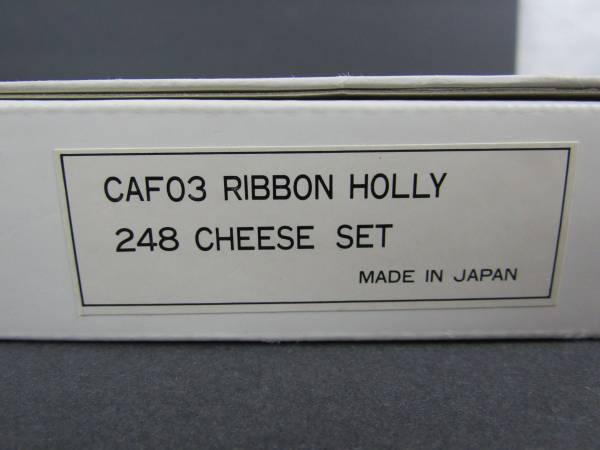 CAF03 RIBBON HOLLY
248 CHEESE SET
MADE IN JAPAN